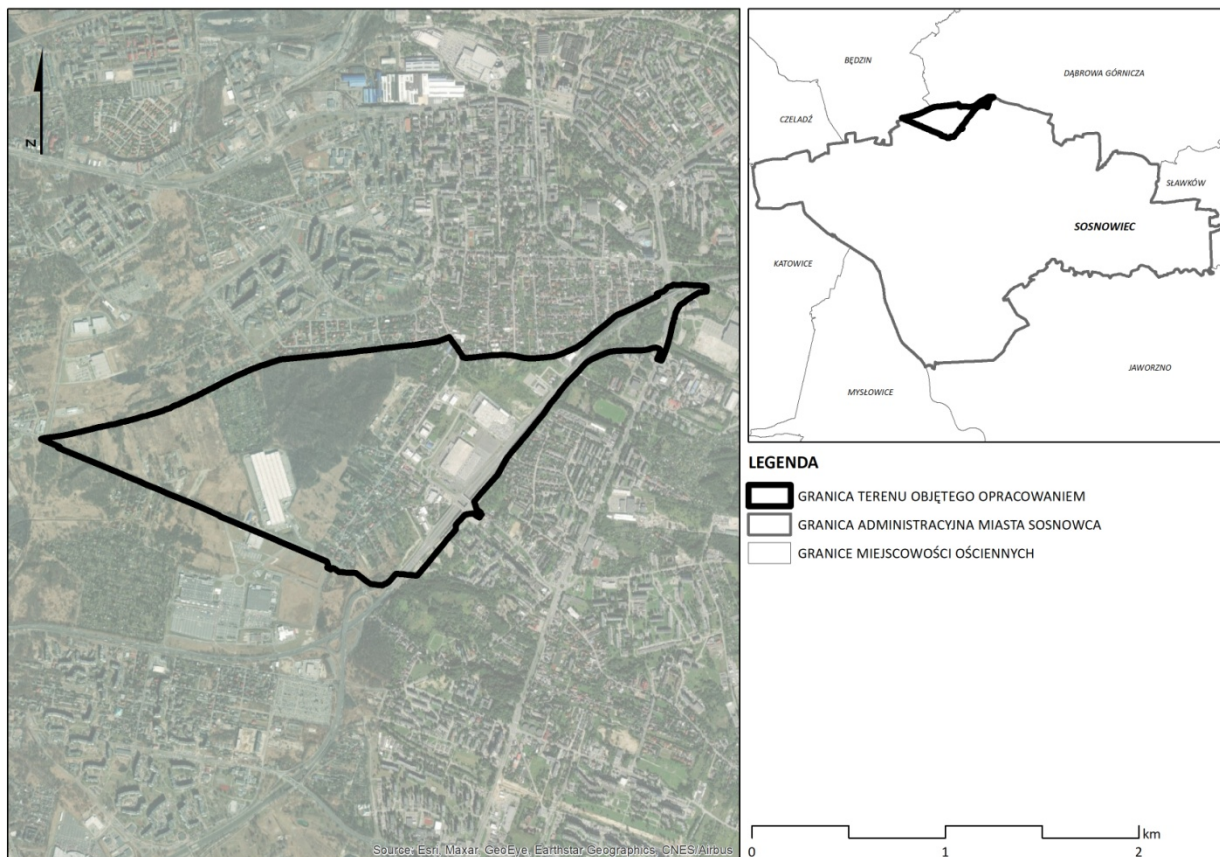 N
Source: Esri, Maxar, GeoEye, Earthstar Geographics, CNES/Airbus
BĘDZIN
DĄBROWA GÓRNICZA
CZELADŹ
SŁAWKÓW
SOSNOWIEC
KATOWICE
JAWORZNO
MYSŁOWICE
LEGENDA
GRANICA TERENU OBJĘTEGO OPRACOWANIEM
GRANICA ADMINISTRACYJNA MIASTA SOSNOWCA
GRANICE MIEJSCOWOŚCI OŚCIENNYCH
km
0 1 2